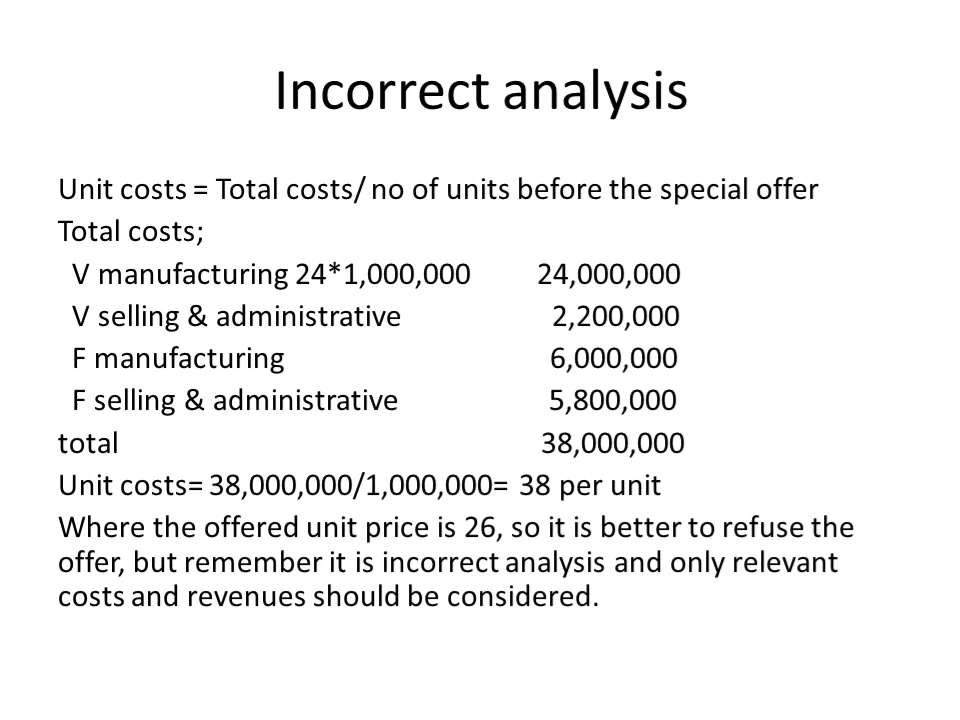 Incorrect analysis
Unit costs = Total costs/ no of units before the special offer
Total costs;
V manufacturing 24*1,000,000 24,000,000
V selling & administrative 2,200,000
F manufacturing 6,000,000
F selling & administrative 5,800,000
total 38,000,000
Unit costs= 38,000,000/1,000,000= 38 per unit
Where the offered unit price is 26, so it is better to refuse the
offer, but remember it is incorrect analysis and only relevant
costs and revenues should be considered.